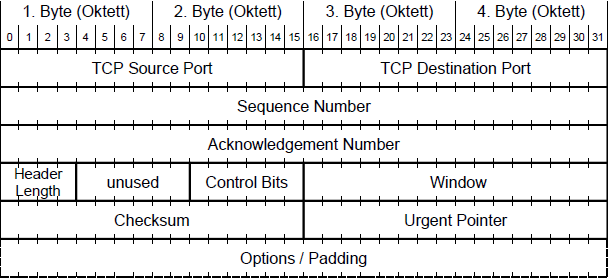 1. Byte (Oktett) 2. Byte (Oktett) 3. Byte (Oktett) 4. Byte (Oktett)
0 1 2 3 4 5 6 7 8 9 10 11 12 13 14 15 16 17 18 19 20 21 22 23 24 25 26 27 28 29 30 31
TCP Source Port TCP Destination Port
Sequence Number
Acknowledgement Number
Header Length unused Control Bits Window
Checksum Urgent Pointer
Options / Padding